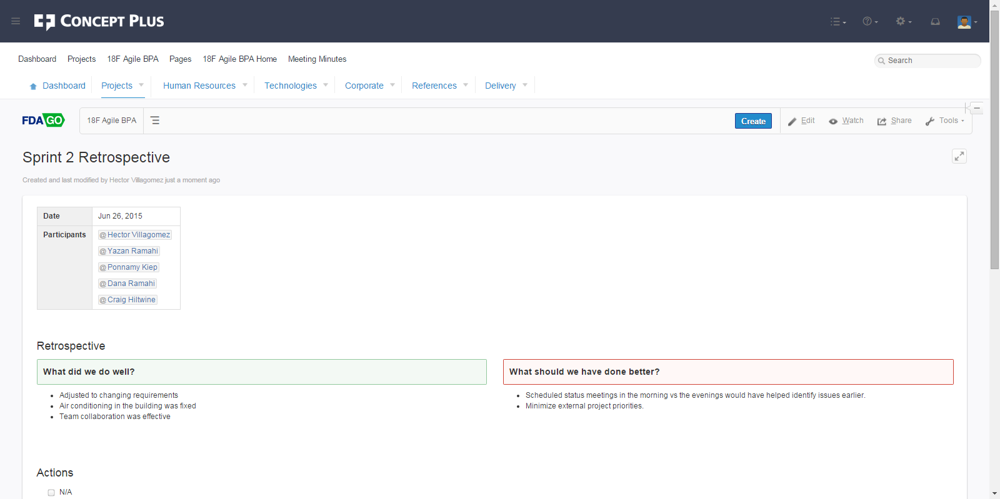 CONCEPT PLUS
Dashboard Projects 18F Agile BPA Pages 18F Agile BPA Home Meeting Minutes
Search
Dashboard Projects Human Resources Technologies Corporate References Delivery
FDA GO
18F Agile BPA
Create Edit Watch Share Tools
Sprint 2 Retrospective
Created and last modified by Hector Villagomez just a moment ago
Date Jun 26, 2015
Participants @Hector Villagomez
@Yazan Ramahi
@Ponnamy Kiep
@Dana Ramahi
@Craig Hiltwine
Retrospective
What did we do well?
• Adjusted to changing requirements
• Air conditioning in the building was fixed
• Team collaboration was effective
What should we have done better?
• Scheduled status meetings in the morning vs the evenings would have helped identify issues earlier.
• Minimize external project priorities.
Actions
N/A